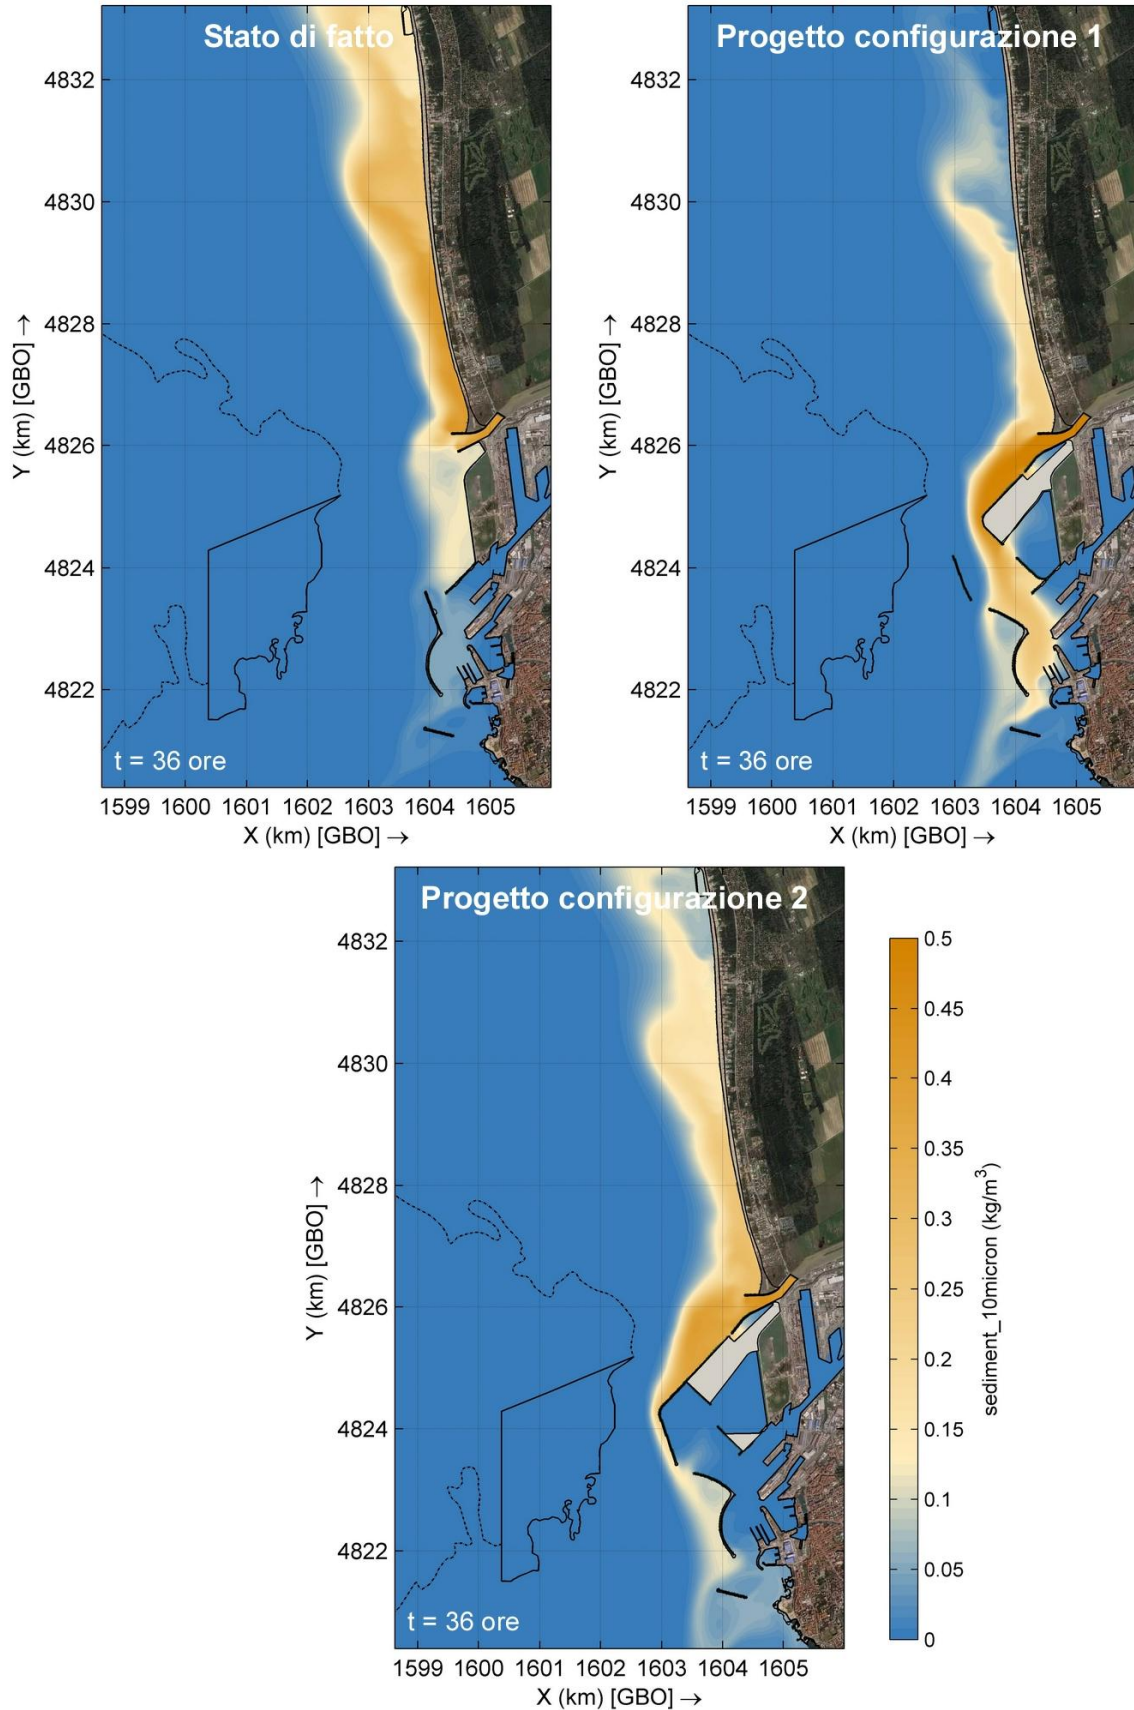 Stato di fatto
4832
4830
4828
4826
4824
4822
Y (km) [GBO] →
t = 36 ore
1599 1600 1601 1602 1603 1604 1605
X (km) [GBO] →
Progetto configurazione 1
4832
4830
4828
4826
4824
4822
Y (km) [GBO] →
t = 36 ore
1599 1600 1601 1602 1603 1604 1605
X (km) [GBO] →
Progetto configurazione 2
4832
4830
4828
4826
4824
4822
Y (km) [GBO] →
t = 36 ore
1599 1600 1601 1602 1603 1604 1605
X (km) [GBO] →
0.5
0.45
0.4
0.35
0.3
0.25
0.2
0.15
0.1
0.05
0
sediment_10micron (kg/m³)